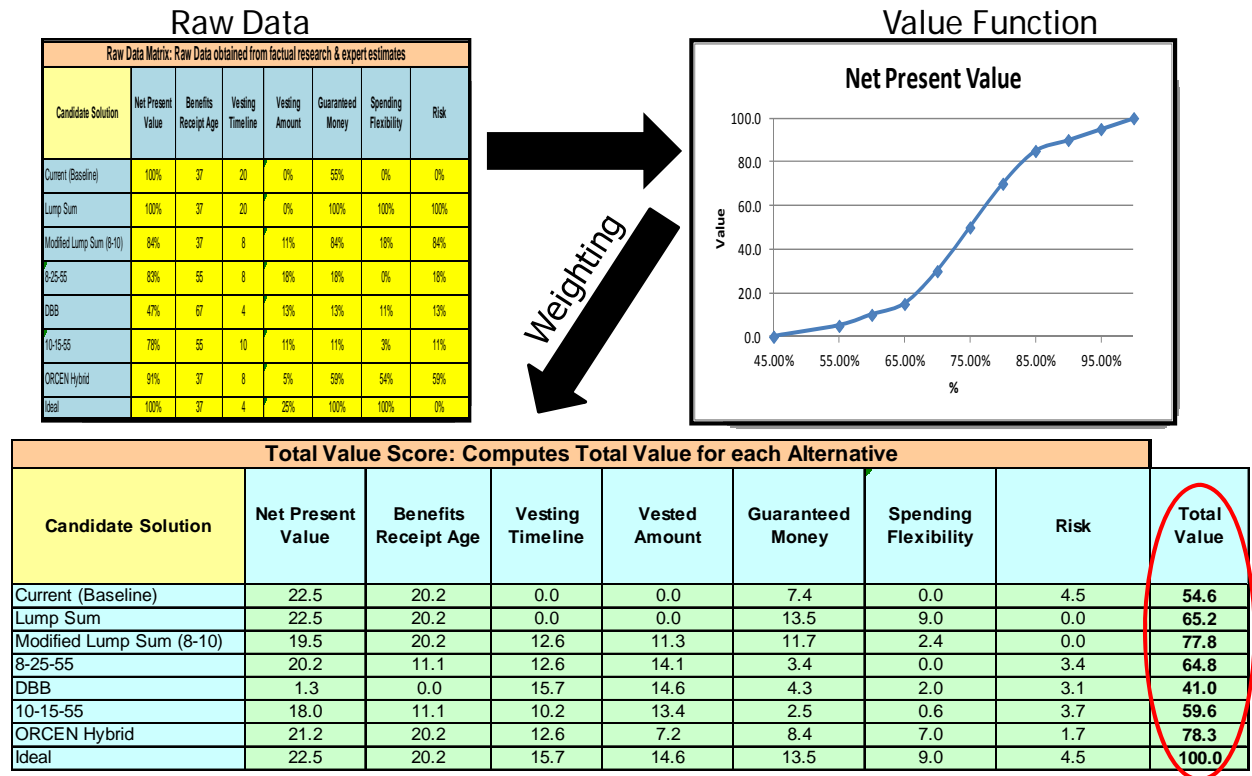 Raw Data
Value Function
Raw Data Matrix: Raw Data obtained from factual research & expert estimates
Candidate Solution Net Present Value Benefits Receipt Age Vesting Timeline Vesting Amount Guaranteed Money Spending Flexibility Risk
Current (Baseline) 100% 37 20 0% 55% 0% 0%
Lump Sum 100% 37 20 0% 100% 100% 100%
Modified Lump Sum (8-10) 84% 37 8 11% 84% 18% 84%
8-25-55 83% 55 8 18% 18% 0% 18%
DBB 47% 67 4 13% 13% 11% 13%
10-15-55 78% 55 10 11% 11% 3% 11%
ORCEN Hybrid 91% 37 8 5% 59% 54% 59%
Ideal 100% 37 4 25% 100% 100% 0%
Weighting
Net Present Value
Value
100.0
80.0
60.0
40.0
20.0
0.0
45.00% 55.00% 65.00% 75.00% 85.00% 95.00%
%
Total Value Score: Computes Total Value for each Alternative
Candidate Solution Net Present Value Benefits Receipt Age Vesting Timeline Vested Amount Guaranteed Money Spending Flexibility Risk Total Value
Current (Baseline) 22.5 20.2 0.0 0.0 7.4 0.0 4.5 54.6
Lump Sum 22.5 20.2 0.0 0.0 13.5 9.0 0.0 65.2
Modified Lump Sum (8-10) 19.5 20.2 12.6 11.3 11.7 2.4 0.0 77.8
8-25-55 20.2 11.1 12.6 14.1 3.4 0.0 3.4 64.8
DBB 1.3 0.0 15.7 14.6 4.3 2.0 3.1 41.0
10-15-55 18.0 11.1 10.2 13.4 2.5 0.6 3.7 59.6
ORCEN Hybrid 21.2 20.2 12.6 7.2 8.4 7.0 1.7 78.3
Ideal 22.5 20.2 15.7 14.6 13.5 9.0 4.5 100.0